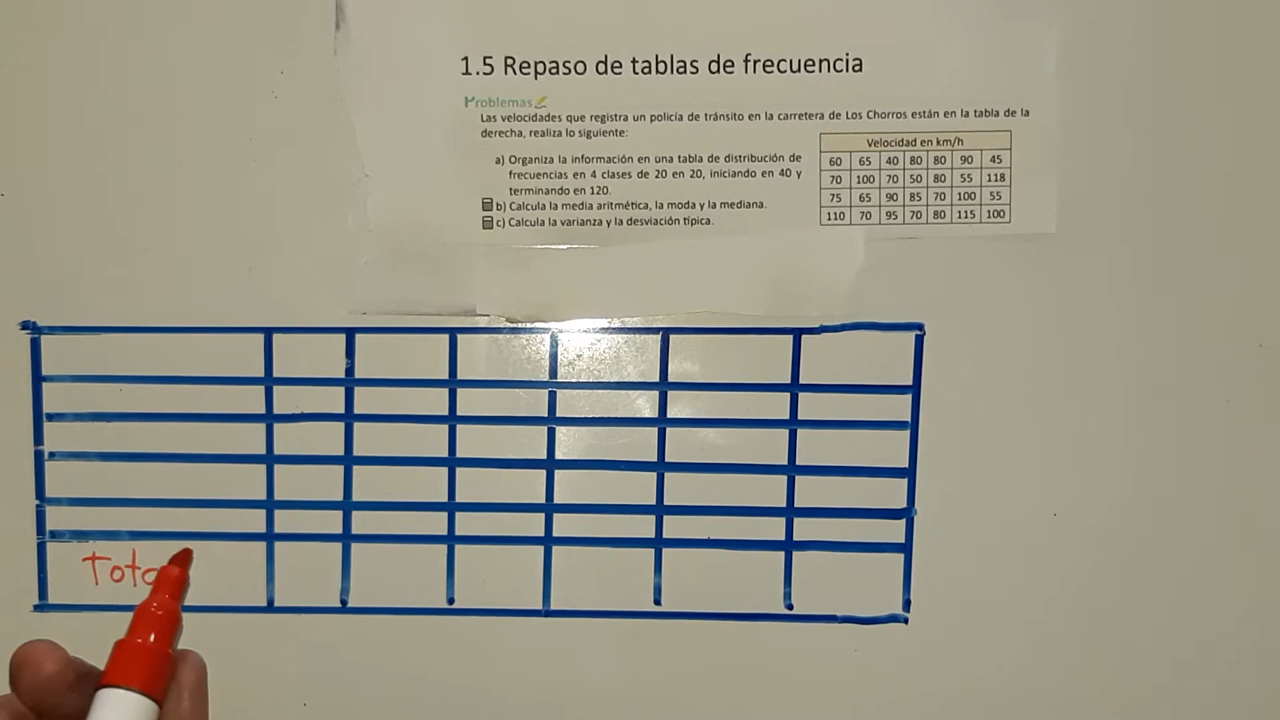 1.5 Repaso de tablas de frecuencia
Problemas
Las velocidades que registra un policía de tránsito en la carretera de Los Chorros están en la tabla de la
derecha, realiza lo siguiente:
a) Organiza la información en una tabla de distribución de
frecuencias en 4 clases de 20 en 20, iniciando en 40 y
terminando en 120.
b) Calcula la media aritmética, la moda y la mediana.
c) Calcula la varianza y la desviación típica.
Velocidad en km/h
60 65 40 80 80 90 45
70 100 70 50 80 55 118
75 65 90 85 70 100 55
110 70 95 70 80 115 100
Tota